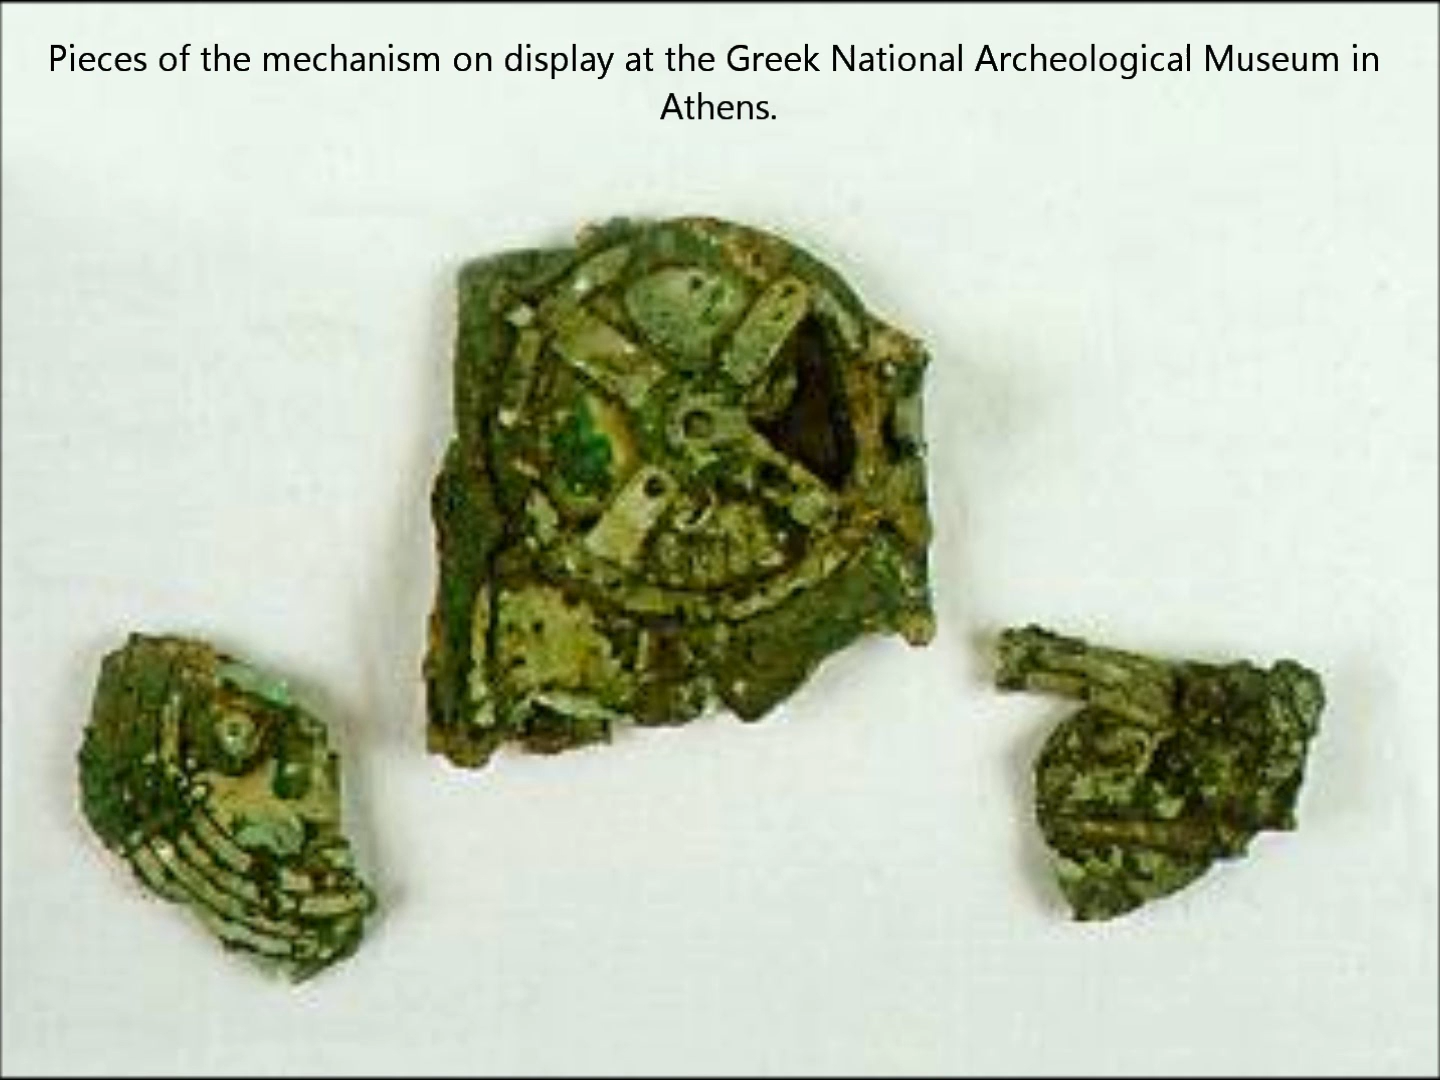 Pieces of the mechanism on display at the Greek National Archeological Museum in
Athens.